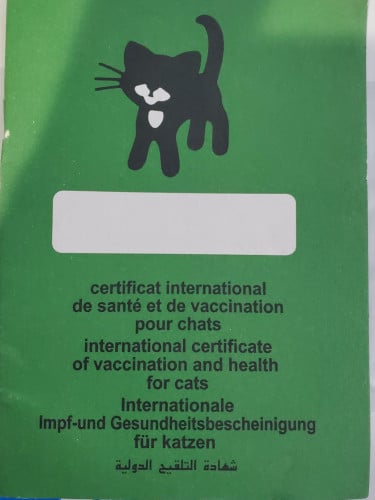 certificat international
de santé et de vaccination
pour chats
international certificate
of vaccination and health
for cats
Internationale
Impf-und Gesundheitsbescheinigung
für katzen
شهادة التلقيح الدولية